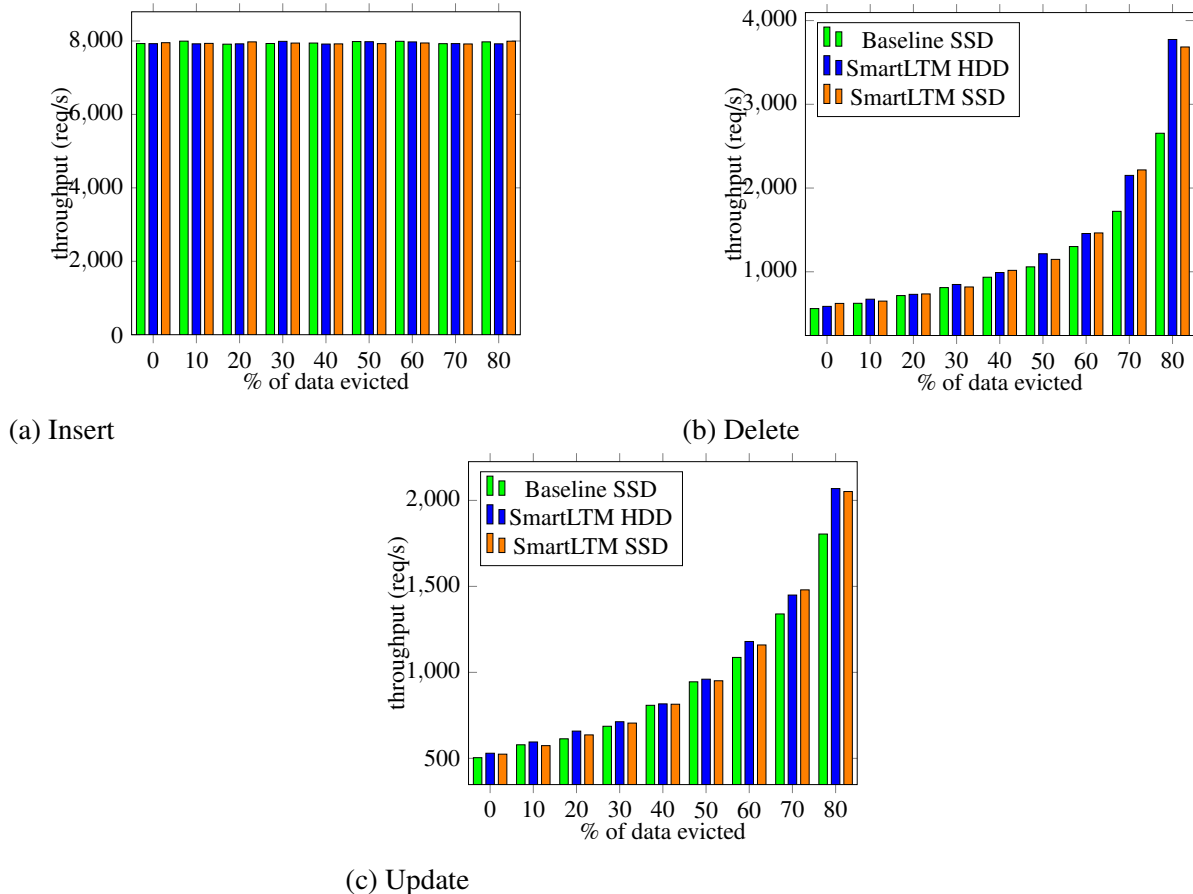 8,000
6,000
4,000
2,000
0
throughput (req/s)
0 10 20 30 40 50 60 70 80
% of data evicted
(a) Insert
4,000
3,000
2,000
1,000
throughput (req/s)
Baseline SSD
SmartLTM HDD
SmartLTM SSD
0 10 20 30 40 50 60 70 80
% of data evicted
(b) Delete
2,000
1,500
1,000
500
throughput (req/s)
Baseline SSD
SmartLTM HDD
SmartLTM SSD
0 10 20 30 40 50 60 70 80
% of data evicted
(c) Update